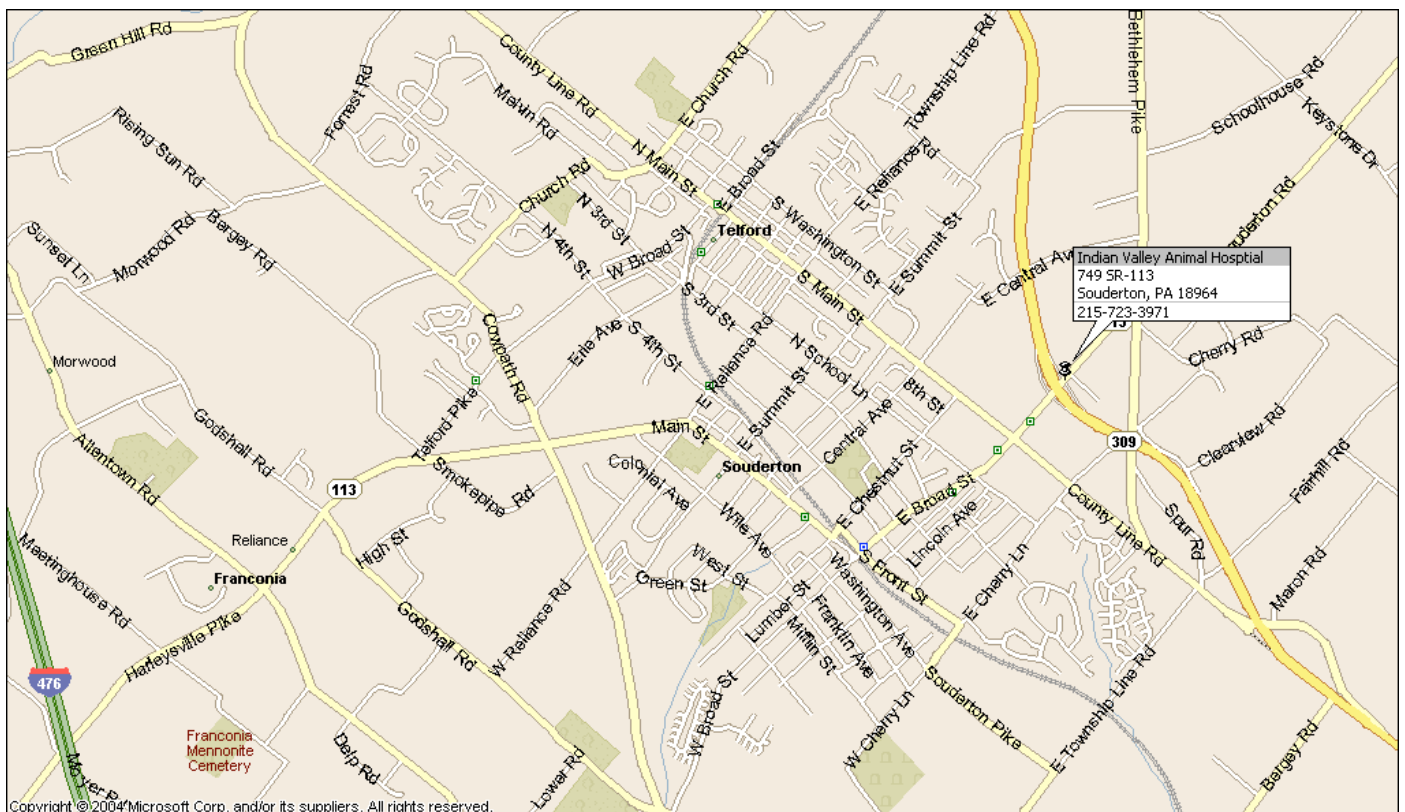 Green Hill Rd
County Line Rd
E Church Rd
Township Line Rd
Bethlehem Pike
Schoolhouse Rd
Keystone Dr
Forrest Rd
Melvin Rd
Rising Sun Rd
N Main St
E Broad St
E Reliance Rd
Church Rd
N 3rd St
S Washington St
Sunset Ln
Morwood Rd
Bergey Rd
N 4th St
W Broad St
Telford
E Summit St
E Central Ave
Indian Valley Animal Hosptial
749 SR-113
Souderton, PA 18964
215-723-3971
S 3rd St
S Main St
Cowpath Rd
Erie Ave
S 4th St
E Reliance Rd
N School Ln
Cherry Rd
Morwood
8th St
E Summit St
Central Ave
Telford Pike
Main St
Godshall Rd
Allentown Rd
309
Clearview Rd
Fairhill Rd
Colonial Ave
Souderton
E Chestnut St
E Broad St
113
E Smokepipe Rd
Wile Ave
Lincoln Ave
County Line Rd
Spur Rd
Reliance
High St
Meetinghouse Rd
Franconia
West St
Green St
S Front St
E Cherry Ln
Washington Ave
Maron Rd
Lumber St
Franklin Ave
Mifflin St
W Reliance Rd
Godshall Rd
Harleysville Pike
476
W Broad St
Souderton Pike
E Township Line Rd
W Cherry Ln
Franconia
Mennonite
Cemetery
Delp Rd
Lower Rd
Bergey Rd
Copyright © 2004 Microsoft Corp. and/or its suppliers. All rights reserved.